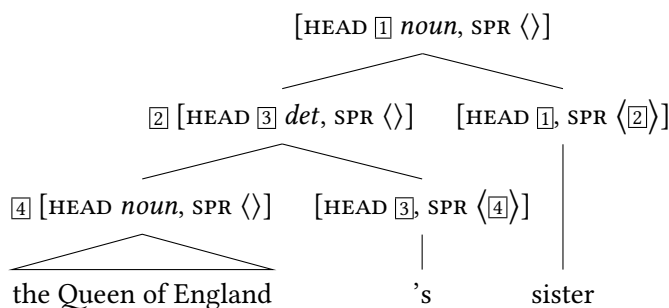 [HEAD 1 noun, SPR ⟨⟩]
2 [HEAD 3 det, SPR ⟨⟩] [HEAD 1, SPR ⟨2⟩]
4 [HEAD noun, SPR ⟨⟩] [HEAD 3, SPR ⟨4⟩]
the Queen of England 's sister